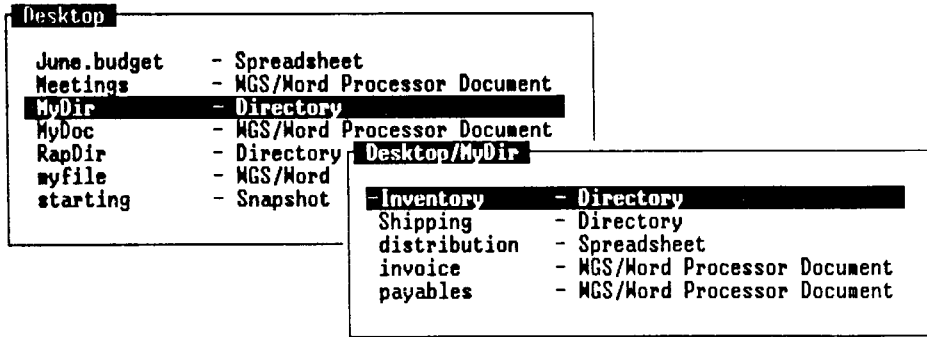 Desktop
June.budget - Spreadsheet
Meetings - WGS/Word Processor Document
MyDir - Directory
MyDoc - WGS/Word Processor Document
RapDir - Directory
myfile - WGS/Word
starting - Snapshot
Desktop/MyDir
-Inventory - Directory
Shipping - Directory
distribution - Spreadsheet
invoice - WGS/Word Processor Document
payables - WGS/Word Processor Document